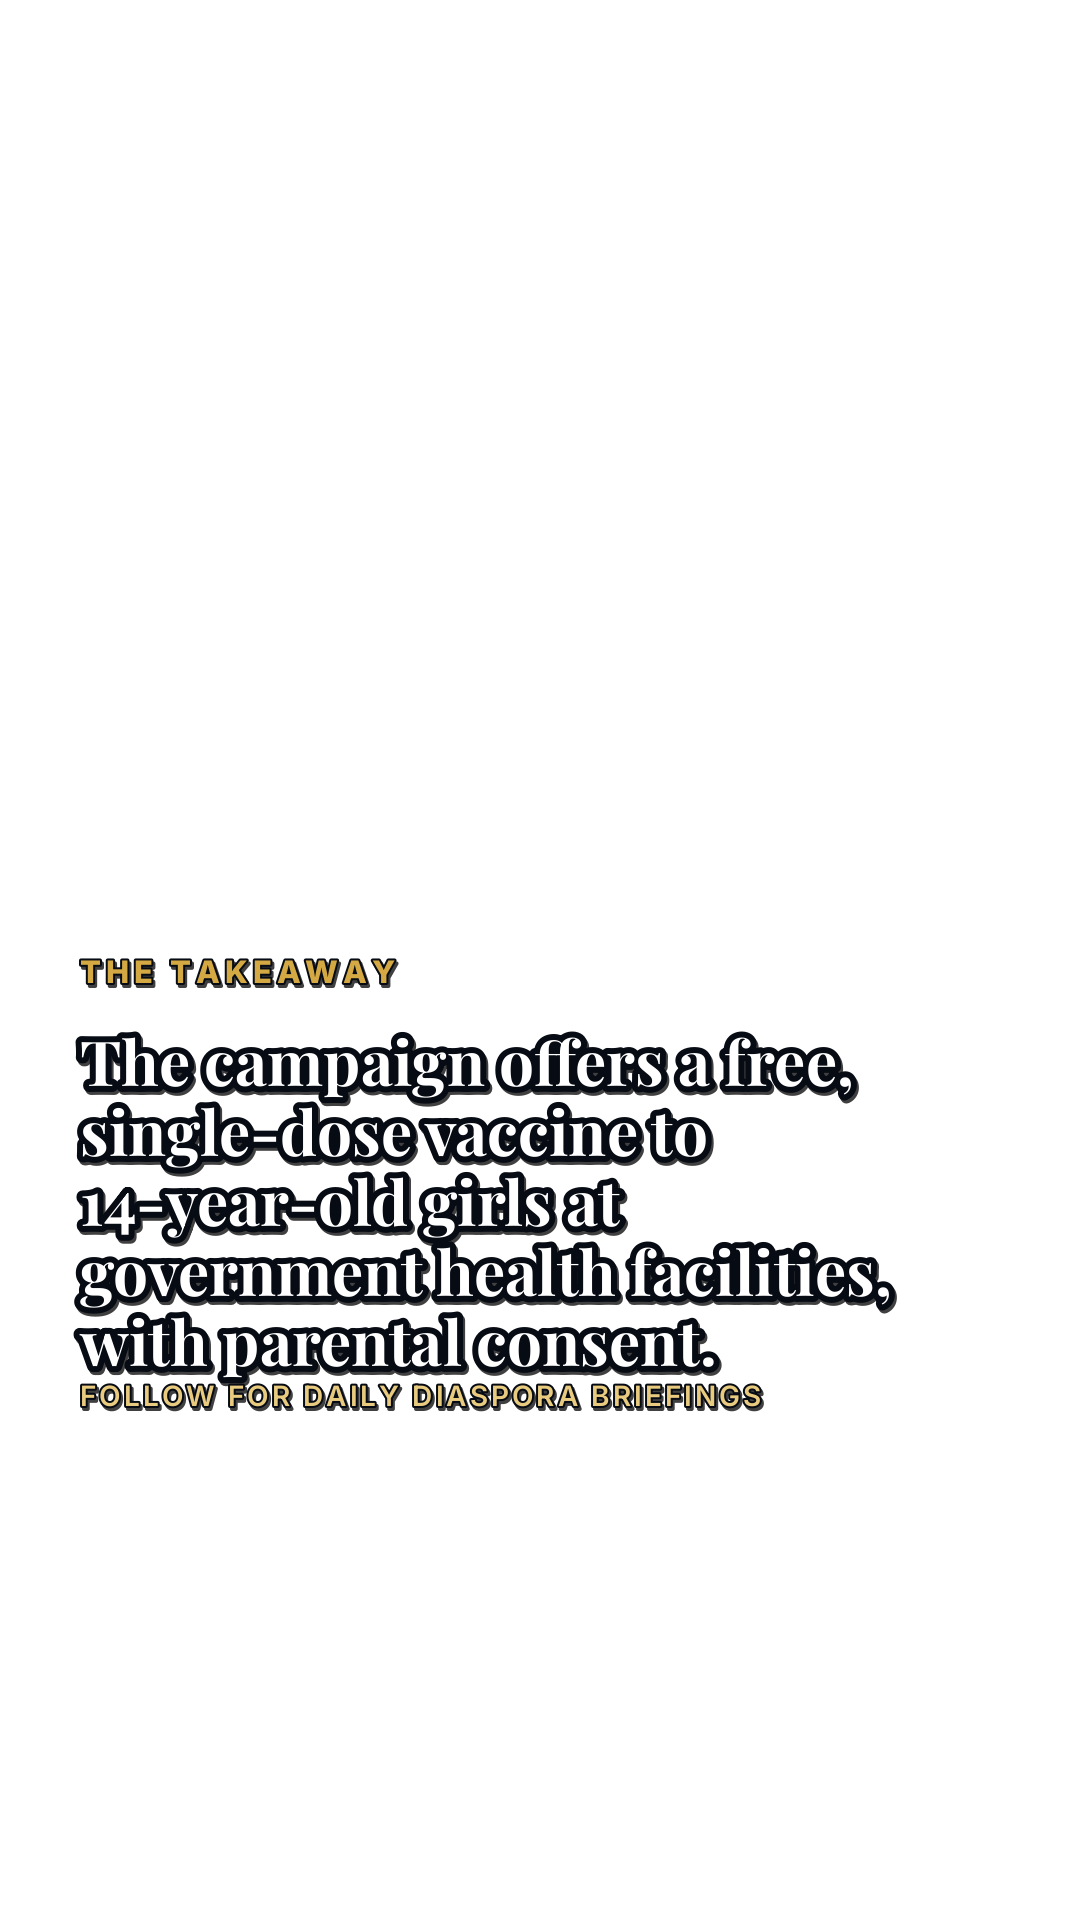 THE TAKEAWAY
The campaign offers a free,
single-dose vaccine to
14-year-old girls at
government health facilities,
with parental consent.
FOLLOW FOR DAILY DIASPORA BRIEFINGS